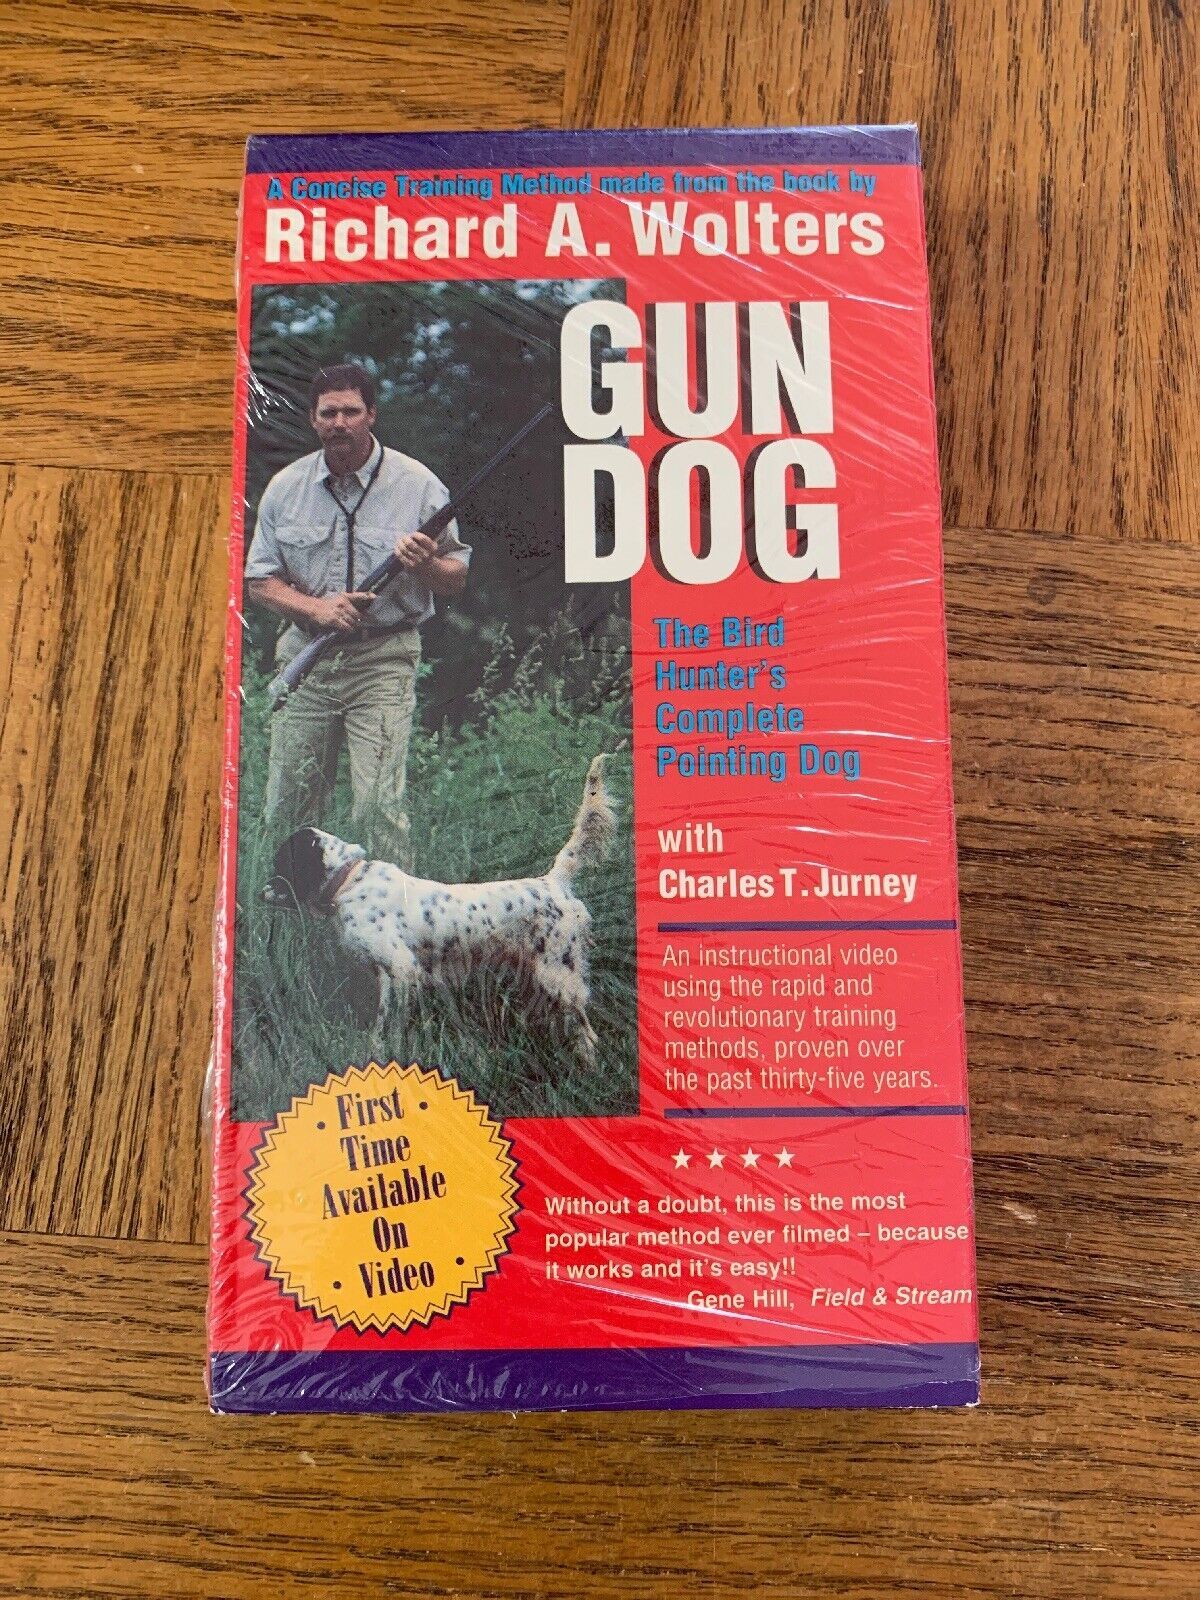 A Concise Training Method made from the book by
Richard A. Wolters
GUN
DOG
The Bird
Hunter's
Complete
Pointing Dog
with
Charles T. Jurney
An instructional video
using the rapid and
revolutionary training
methods, proven over
the past thirty-five years.
★ ★ ★ ★
Without a doubt, this is the most
popular method ever filmed – because
it works and it's easy!!
Gene Hill, Field & Stream
· First ·
Time
Available
On
· Video ·